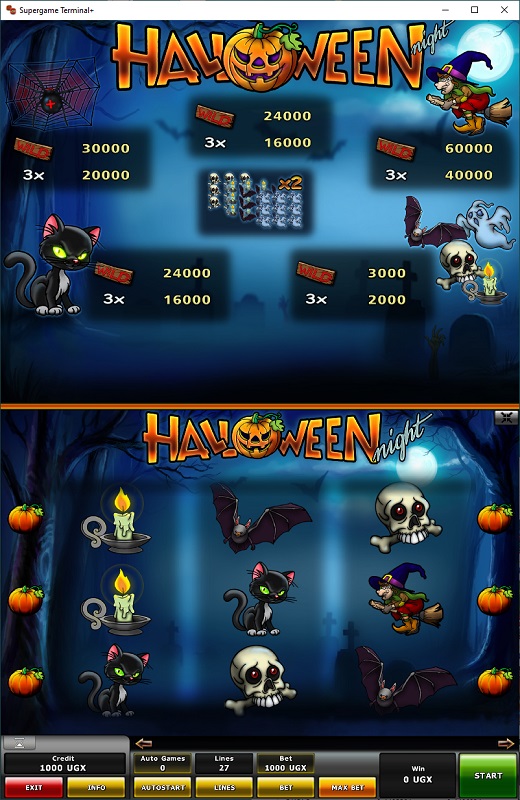 Supergame Terminal+
HALLOWEEN night
WILD 24000
3x 16000
WILD 30000
3x 20000
WILD 60000
3x 40000
x2
WILD 24000
3x 16000
WILD 3000
3x 2000
HALLOWEEN night
Credit
1000 UGX
Auto Games
0
Lines
27
Bet
1000 UGX
Win
0 UGX
START
EXIT
INFO
AUTOSTART
LINES
BET
MAX BET